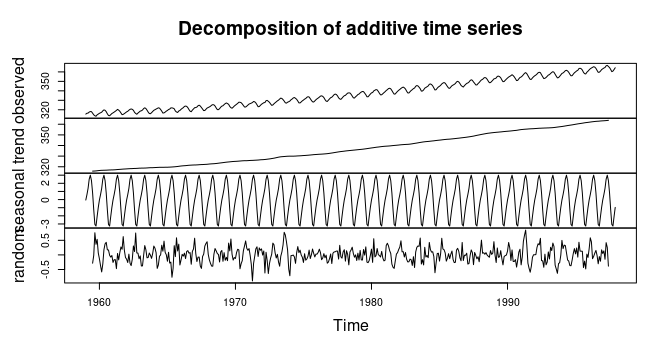 Decomposition of additive time series
observed
350
320
trend
350
320
seasonal
2
0
-3
random
0.5
-0.5
1960 1970 1980 1990
Time